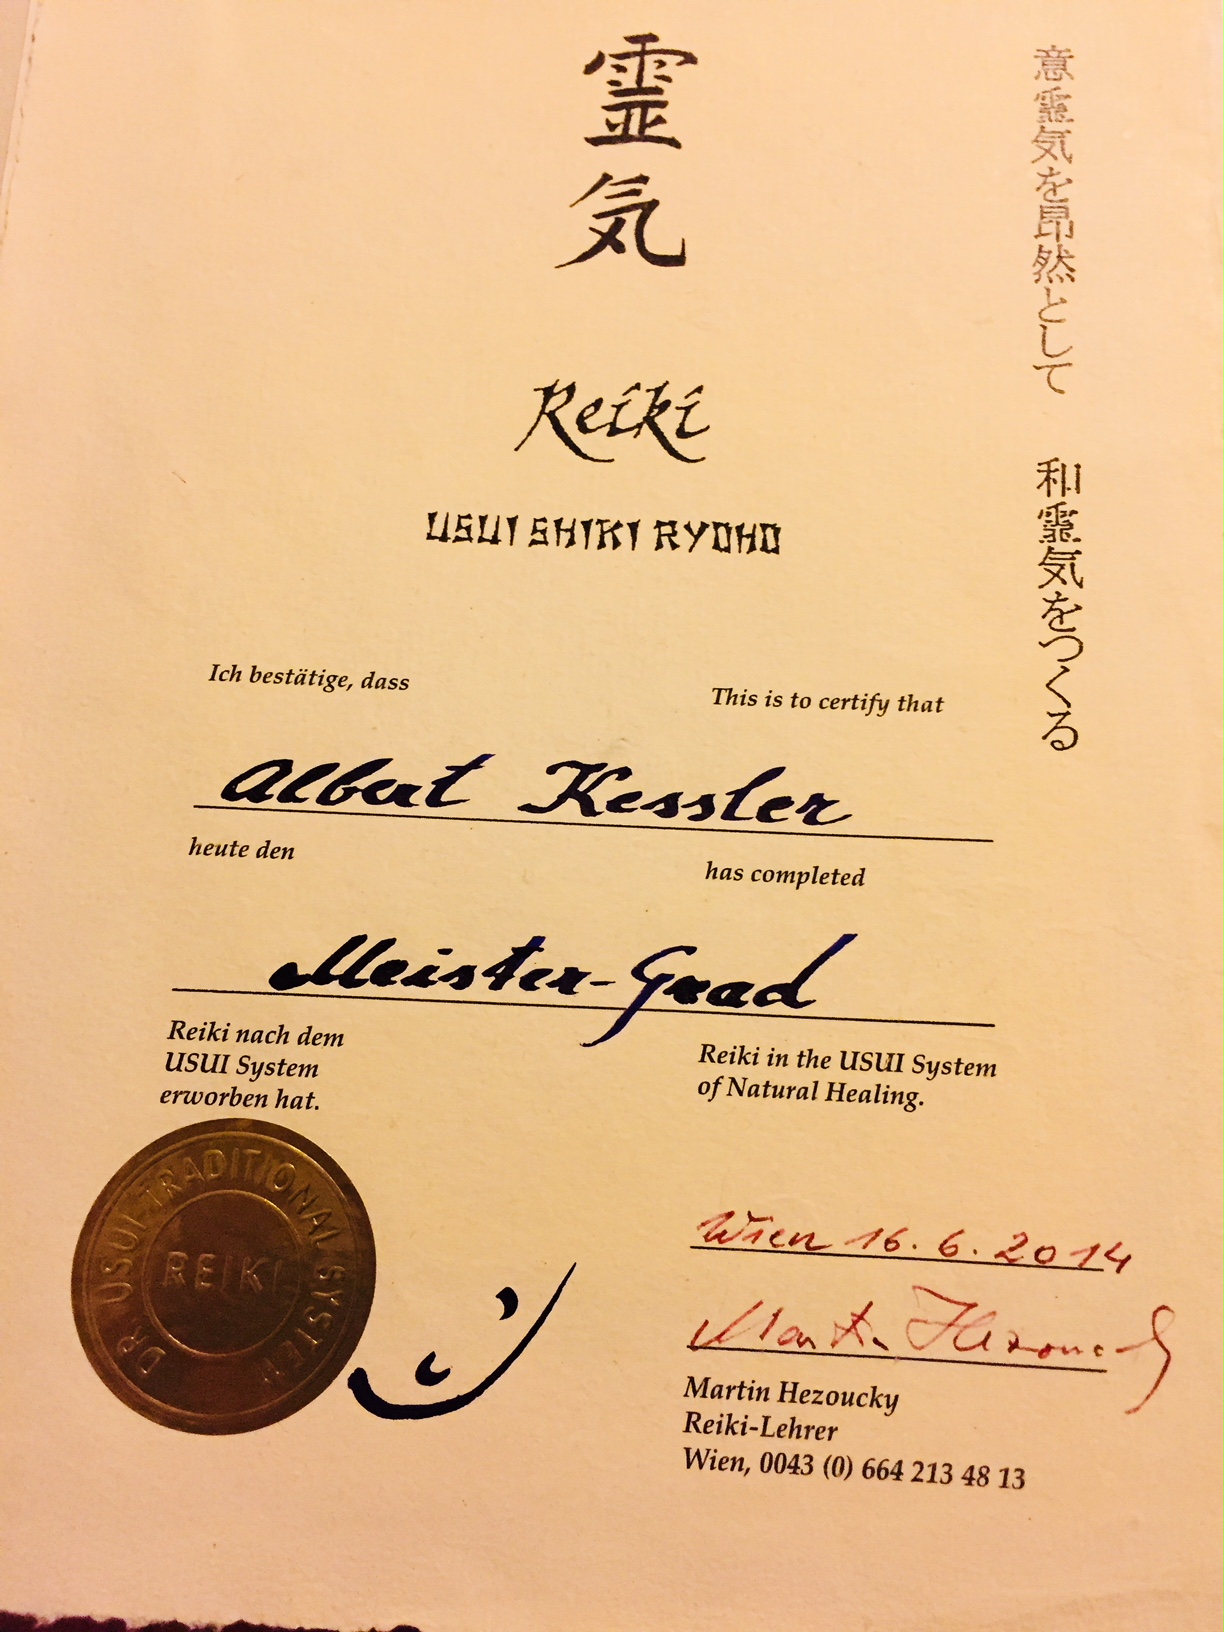 霊気
Reiki
USUI SHIKI RYOHO
意霊気を昂然として 和霊気をつくる
Ich bestätige, dass
This is to certify that
Albert Kessler
heute den
has completed
Meister-Grad
Reiki nach dem
USUI System
erworben hat.
Reiki in the USUI System
of Natural Healing.
DR USUI TRADITIONAL SYSTEM
REIKI
Wien 16.6.2014
Martin Hezoucky
Martin Hezoucky
Reiki-Lehrer
Wien, 0043 (0) 664 213 48 13